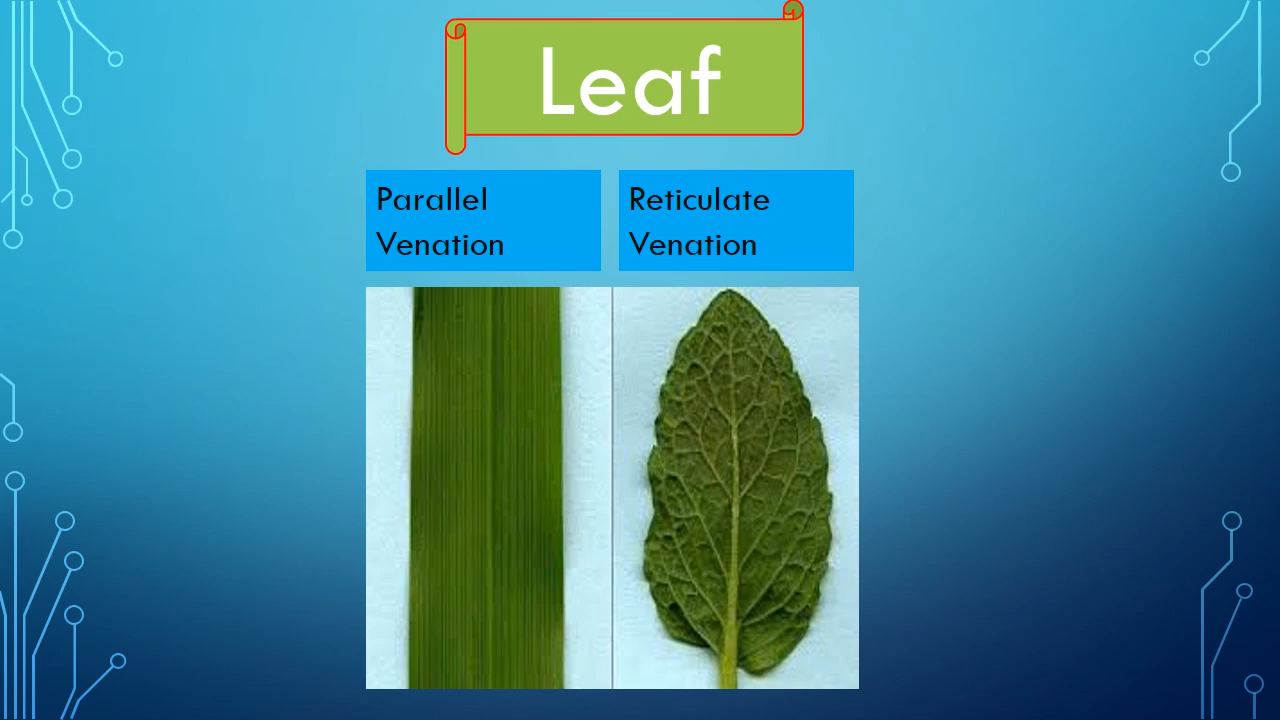 Leaf
Parallel
Venation
Reticulate
Venation